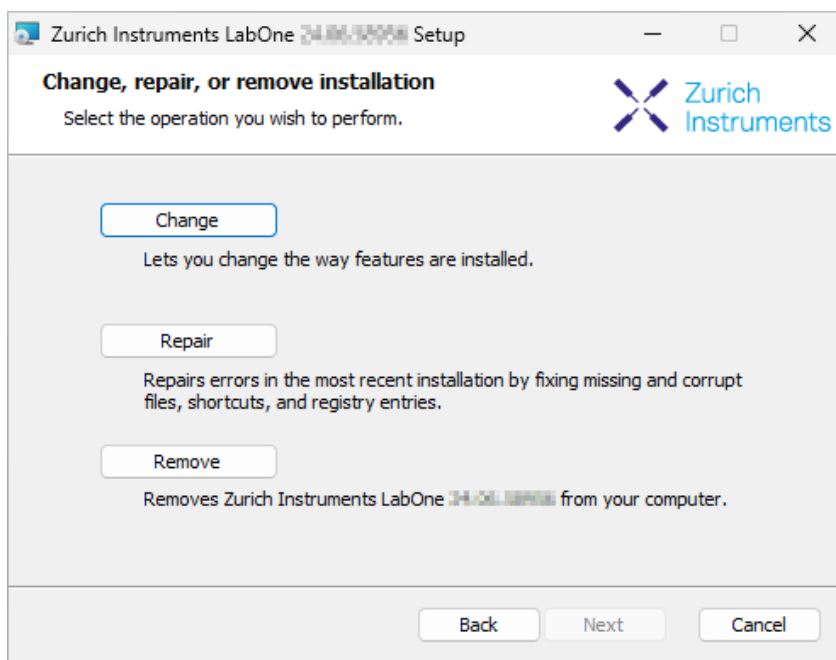 Zurich Instruments LabOne Setup
Change, repair, or remove installation
Select the operation you wish to perform.
Zurich
Instruments
Change
Lets you change the way features are installed.
Repair
Repairs errors in the most recent installation by fixing missing and corrupt
files, shortcuts, and registry entries.
Remove
Removes Zurich Instruments LabOne from your computer.
Back
Next
Cancel